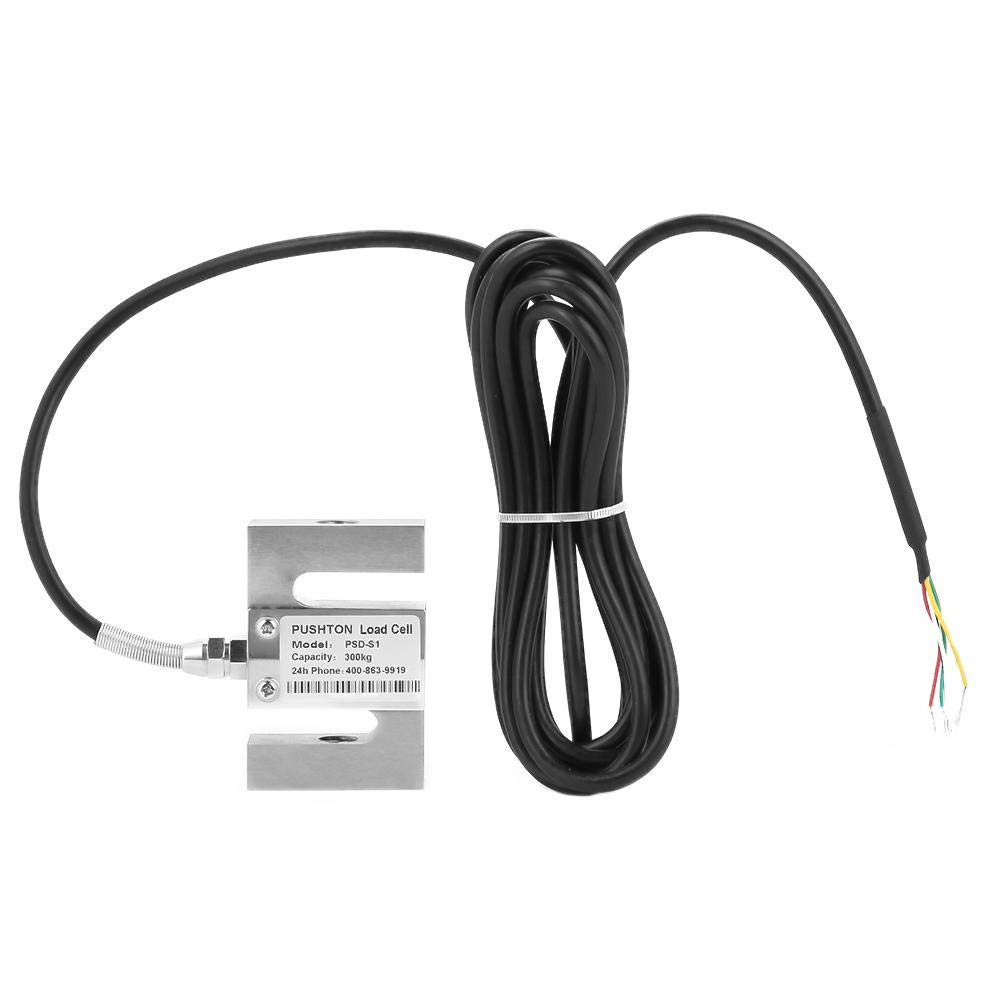 PUSHTON Load Cell
Model: PSD-S1
Capacity: 300kg
24h Phone:400-863-9919